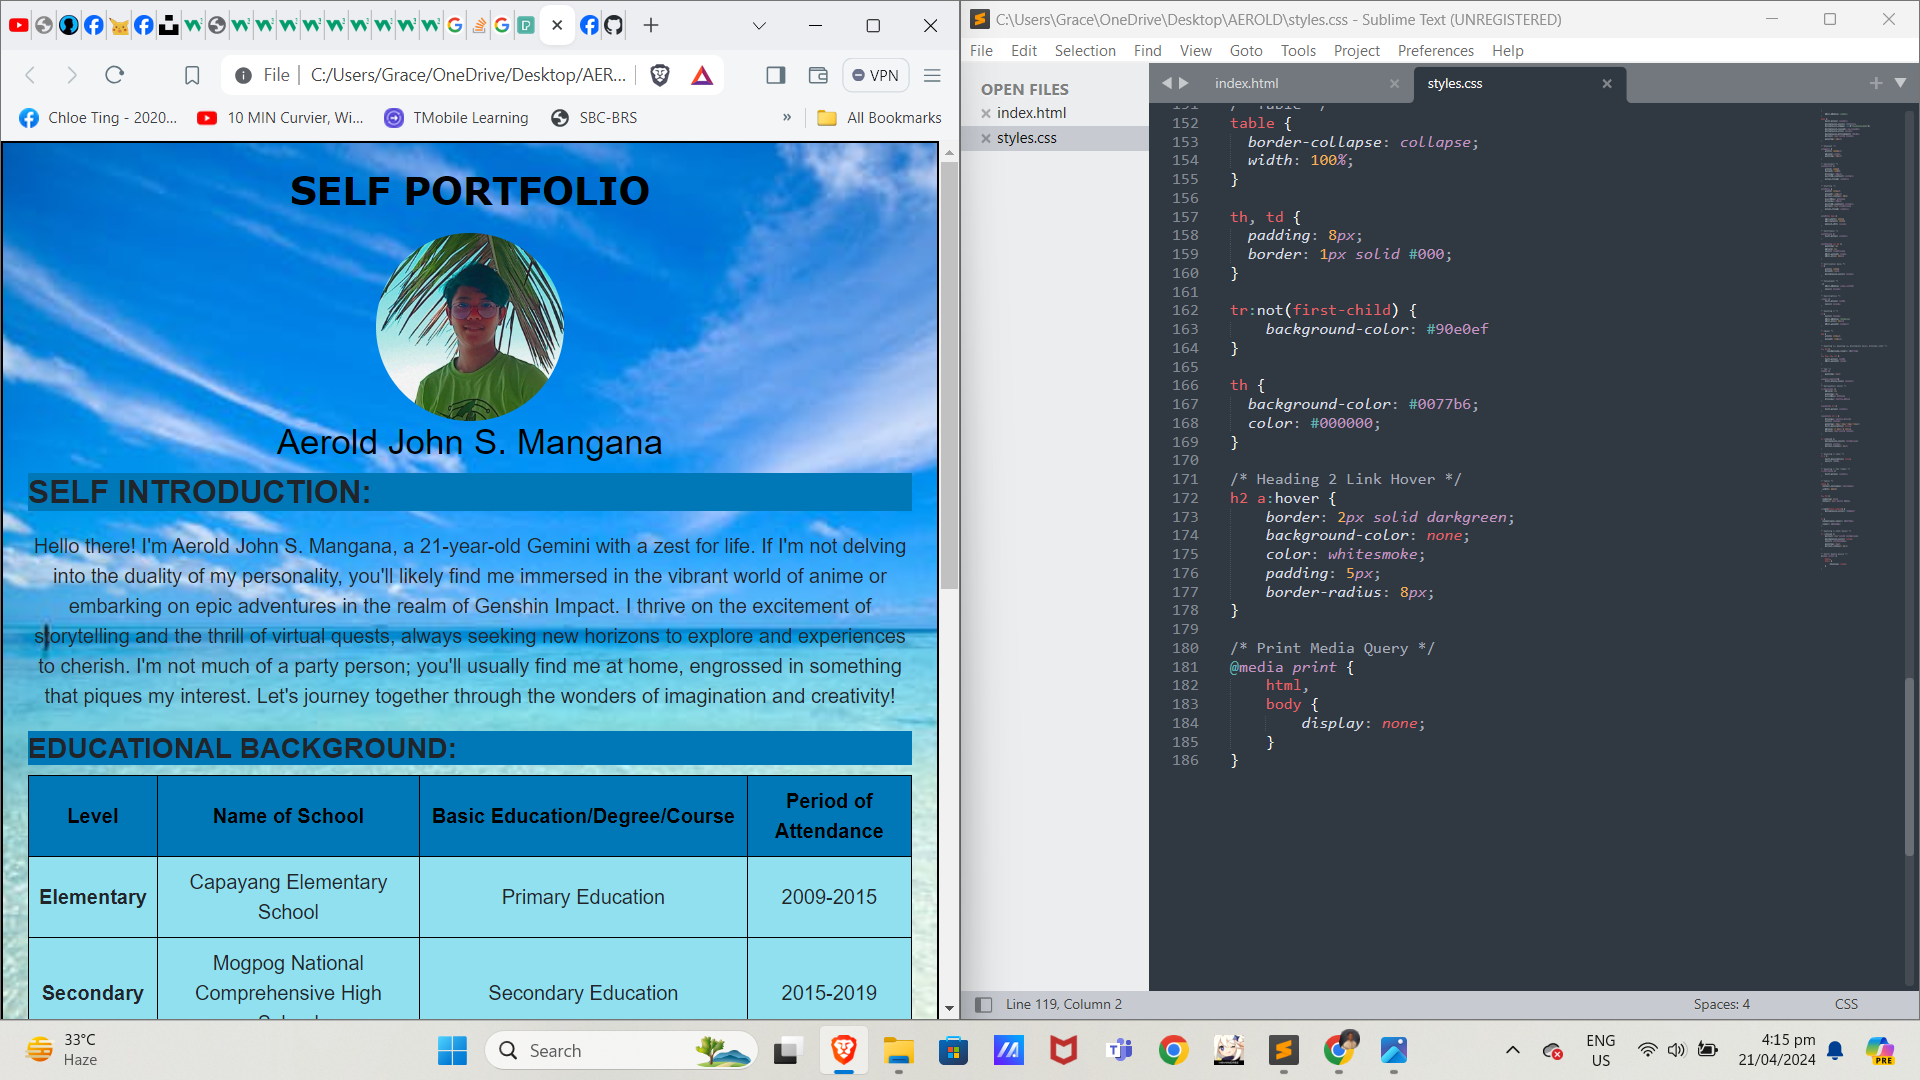 C:\Users\Grace\OneDrive\Desktop\AEROLD\styles.css - Sublime Text (UNREGISTERED)
File Edit Selection Find View Goto Tools Project Preferences Help
File | C:/Users/Grace/OneDrive/Desktop/AER...
VPN
Chloe Ting - 2020...
10 MIN Curvier, Wi...
TMobile Learning
SBC-BRS
»
All Bookmarks
SELF PORTFOLIO
Aerold John S. Mangana
SELF INTRODUCTION:
Hello there! I'm Aerold John S. Mangana, a 21-year-old Gemini with a zest for life. If I'm not delving
into the duality of my personality, you'll likely find me immersed in the vibrant world of anime or
embarking on epic adventures in the realm of Genshin Impact. I thrive on the excitement of
storytelling and the thrill of virtual quests, always seeking new horizons to explore and experiences
to cherish. I'm not much of a party person; you'll usually find me at home, engrossed in something
that piques my interest. Let's journey together through the wonders of imagination and creativity!
EDUCATIONAL BACKGROUND:
Level
Name of School
Basic Education/Degree/Course
Period of
Attendance
Elementary
Capayang Elementary
School
Primary Education
2009-2015
Secondary
Mogpog National
Comprehensive High
Secondary Education
2015-2019
OPEN FILES
index.html
styles.css
index.html
styles.css
152 table {
153 border-collapse: collapse;
154 width: 100%;
155 }
156
157 th, td {
158 padding: 8px;
159 border: 1px solid #000;
160 }
161
162 tr:not(first-child) {
163 background-color: #90e0ef
164 }
165
166 th {
167 background-color: #0077b6;
168 color: #000000;
169 }
170
171 /* Heading 2 Link Hover */
172 h2 a:hover {
173 border: 2px solid darkgreen;
174 background-color: none;
175 color: whitesmoke;
176 padding: 5px;
177 border-radius: 8px;
178 }
179
180 /* Print Media Query */
181 @media print {
182 html,
183 body {
184 display: none;
185 }
186 }
Line 119, Column 2
Spaces: 4
CSS
33°C
Haze
Search
ENG
US
4:15 pm
21/04/2024
PRE